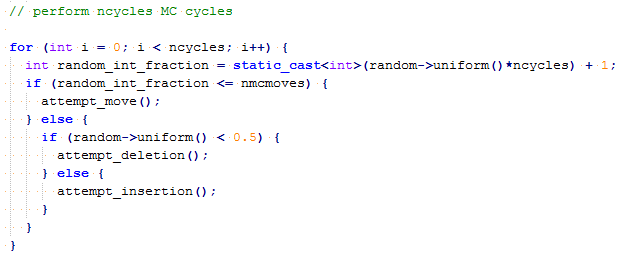 // perform ncycles MC cycles
for (int i = 0; i < ncycles; i++) {
int random_int_fraction = static_cast<int>(random->uniform()*ncycles) + 1;
if (random_int_fraction <= nmcmoves) {
attempt_move();
} else {
if (random->uniform() < 0.5) {
attempt_deletion();
} else {
attempt_insertion();
}
}
}